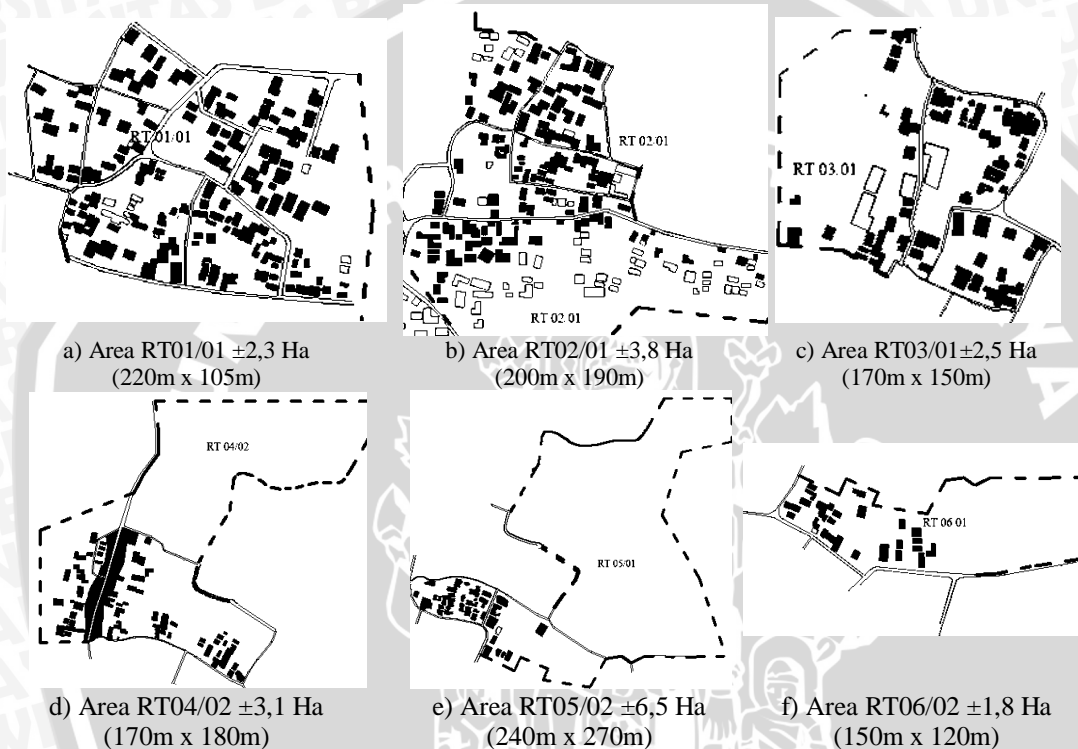 RT 01/01
RT 02/01
RT 02 01
RT 03.01
a) Area RT01/01 ±2,3 Ha
(220m x 105m)
b) Area RT02/01 ±3,8 Ha
(200m x 190m)
c) Area RT03/01±2,5 Ha
(170m x 150m)
RT 04/02
RT 05/01
RT 06 01
d) Area RT04/02 ±3,1 Ha
(170m x 180m)
e) Area RT05/02 ±6,5 Ha
(240m x 270m)
f) Area RT06/02 ±1,8 Ha
(150m x 120m)